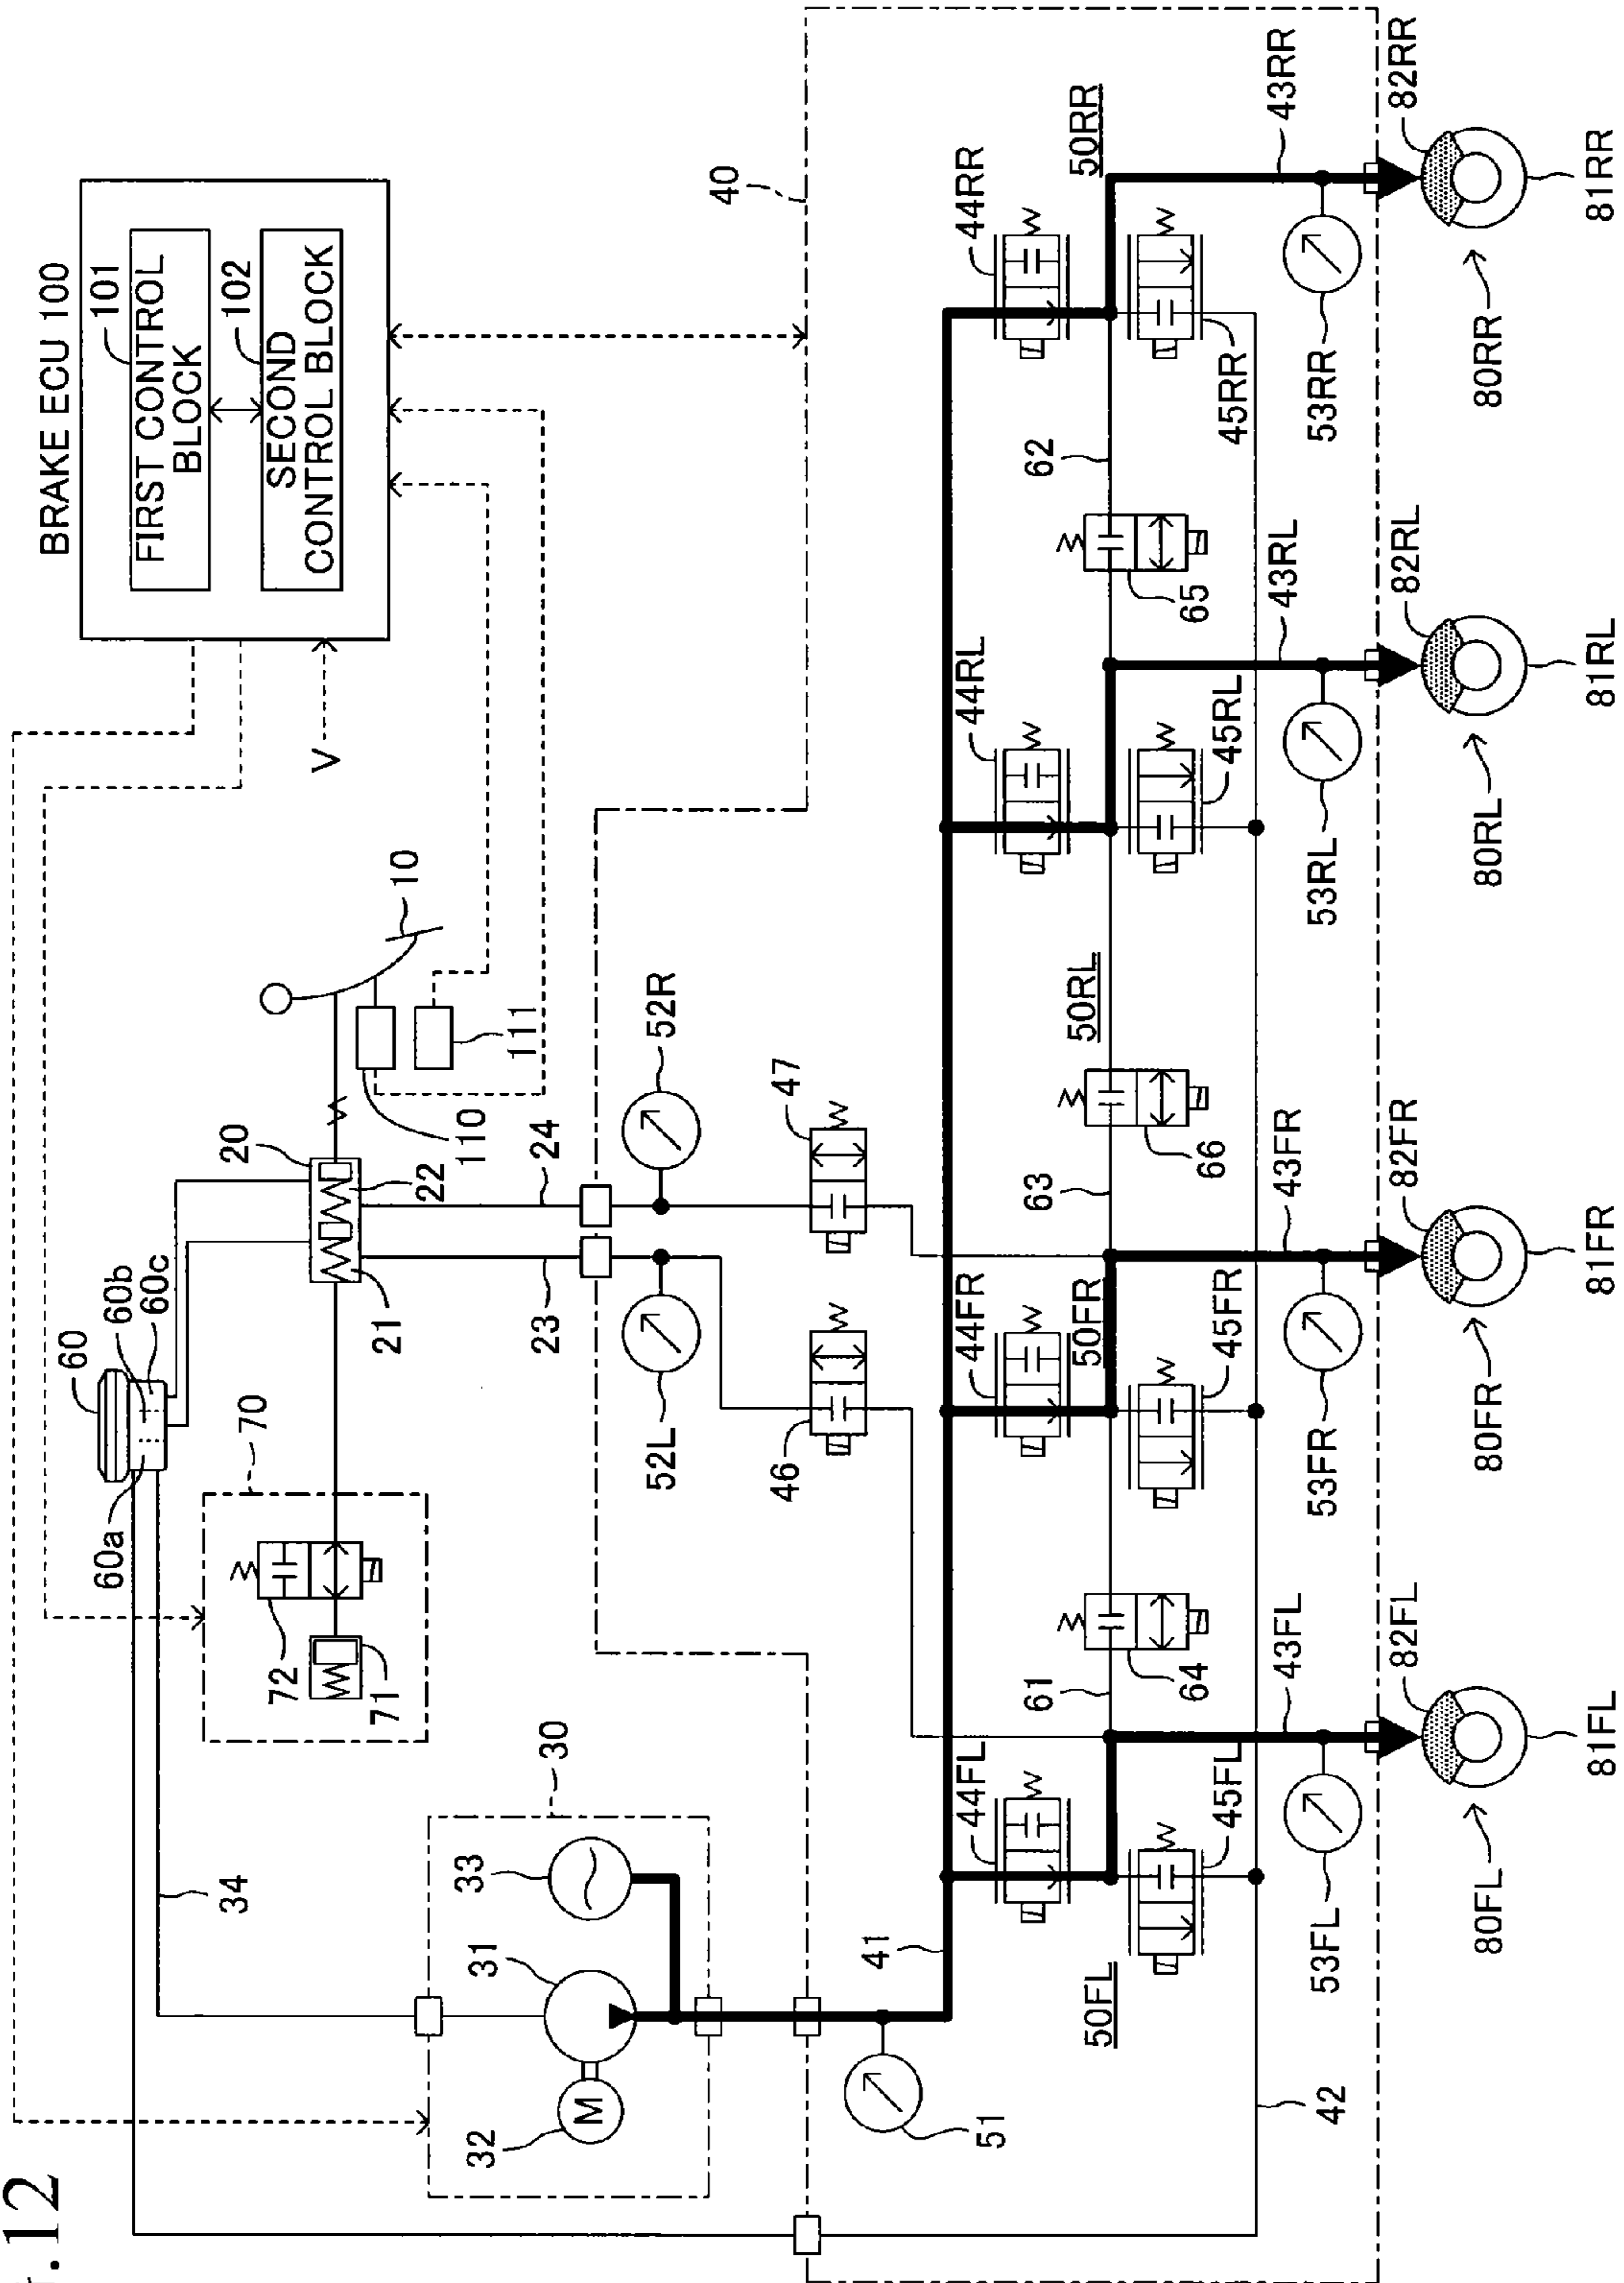 BRAKE ECU 100
FIRST CONTROL
BLOCK
101
SECOND
CONTROL BLOCK
102
V
10
110
111
20
21
22
23
24
60
60a
60b
60c
70
71
72
34
30
31
32
M
33
40
52R
52L
46
47
41
51
42
44FL
44FR
44RL
44RR
50FL
50FR
50RL
50RR
45FL
45FR
45RL
45RR
61
64
63
66
62
65
43FL
43FR
43RL
43RR
53FL
53FR
53RL
53RR
82FL
82FR
82RL
82RR
80FL
80FR
80RL
80RR
81FL
81FR
81RL
81RR
.12